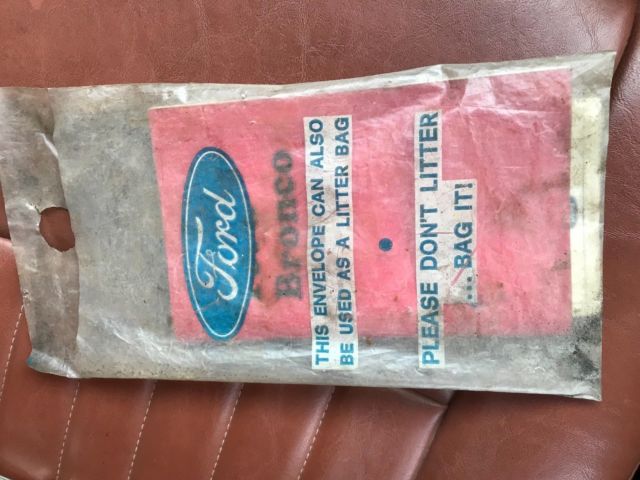 Ford
Bronco
THIS ENVELOPE CAN ALSO
BE USED AS A LITTER BAG
PLEASE DON'T LITTER
... BAG IT!